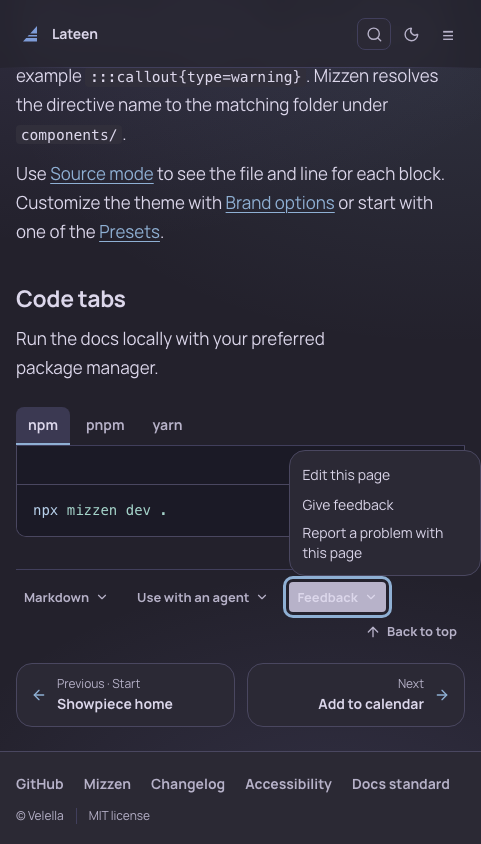 Lateen
example :::callout{type=warning}. Mizzen resolves
the directive name to the matching folder under
components/.
Use Source mode to see the file and line for each block.
Customize the theme with Brand options or start with
one of the Presets.
Code tabs
Run the docs locally with your preferred
package manager.
npm pnpm yarn
npx mizzen dev .
Edit this page
Give feedback
Report a problem with
this page
Markdown Use with an agent Feedback
Back to top
Previous · Start
Showpiece home
Next
Add to calendar
GitHub Mizzen Changelog Accessibility Docs standard
© Velella MIT license